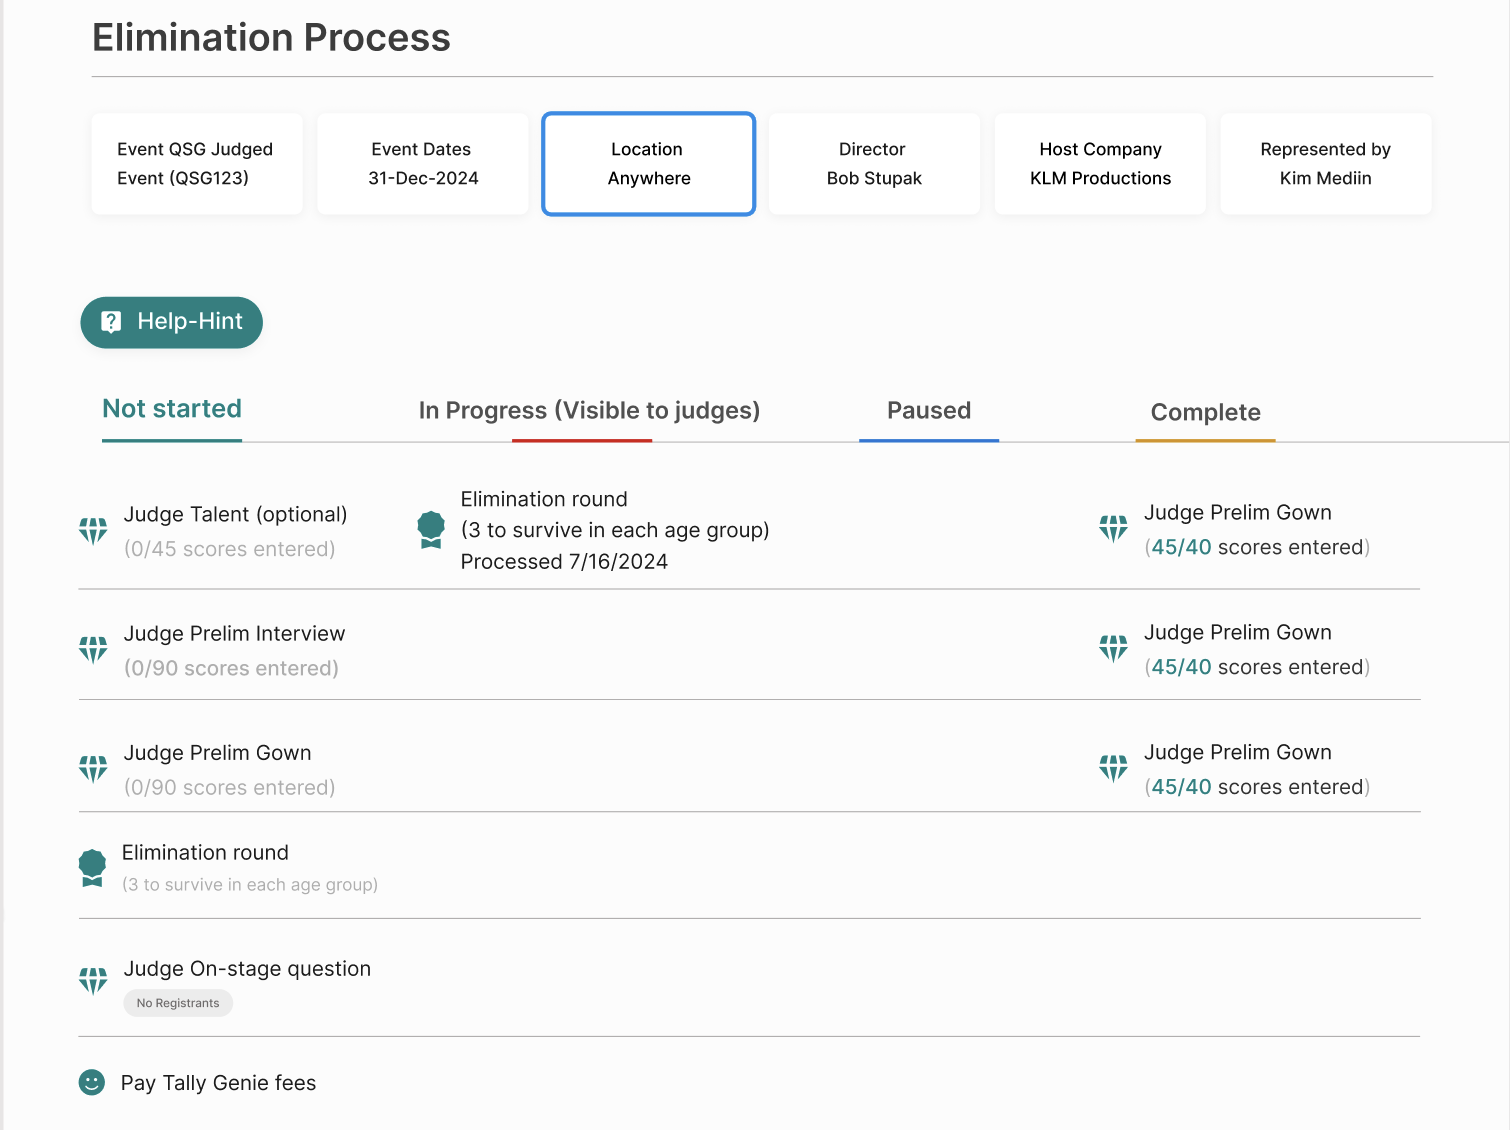 Elimination Process
Event QSG Judged
Event (QSG123)
Event Dates
31-Dec-2024
Location
Anywhere
Director
Bob Stupak
Host Company
KLM Productions
Represented by
Kim Mediin
Help-Hint
Not started
In Progress (Visible to judges)
Paused
Complete
Judge Talent (optional)
(0/45 scores entered)
Elimination round
(3 to survive in each age group)
Processed 7/16/2024
Judge Prelim Gown
(45/40 scores entered)
Judge Prelim Interview
(0/90 scores entered)
Judge Prelim Gown
(45/40 scores entered)
Judge Prelim Gown
(0/90 scores entered)
Judge Prelim Gown
(45/40 scores entered)
Elimination round
(3 to survive in each age group)
Judge On-stage question
No Registrants
Pay Tally Genie fees